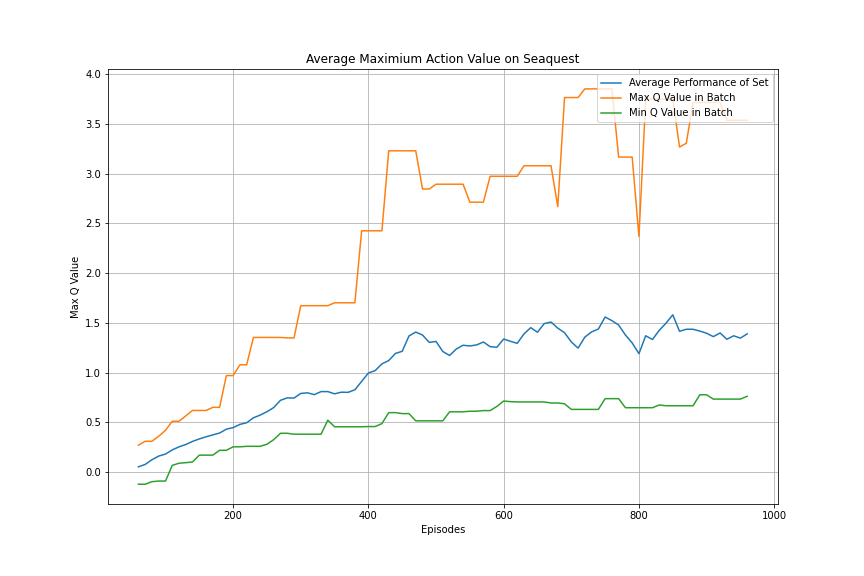 Average Maximium Action Value on Seaquest
4.0
3.5
3.0
2.5
2.0
1.5
1.0
0.5
0.0
Max Q Value
Average Performance of Set
Max Q Value in Batch
Min Q Value in Batch
200
400
600
800
1000
Episodes